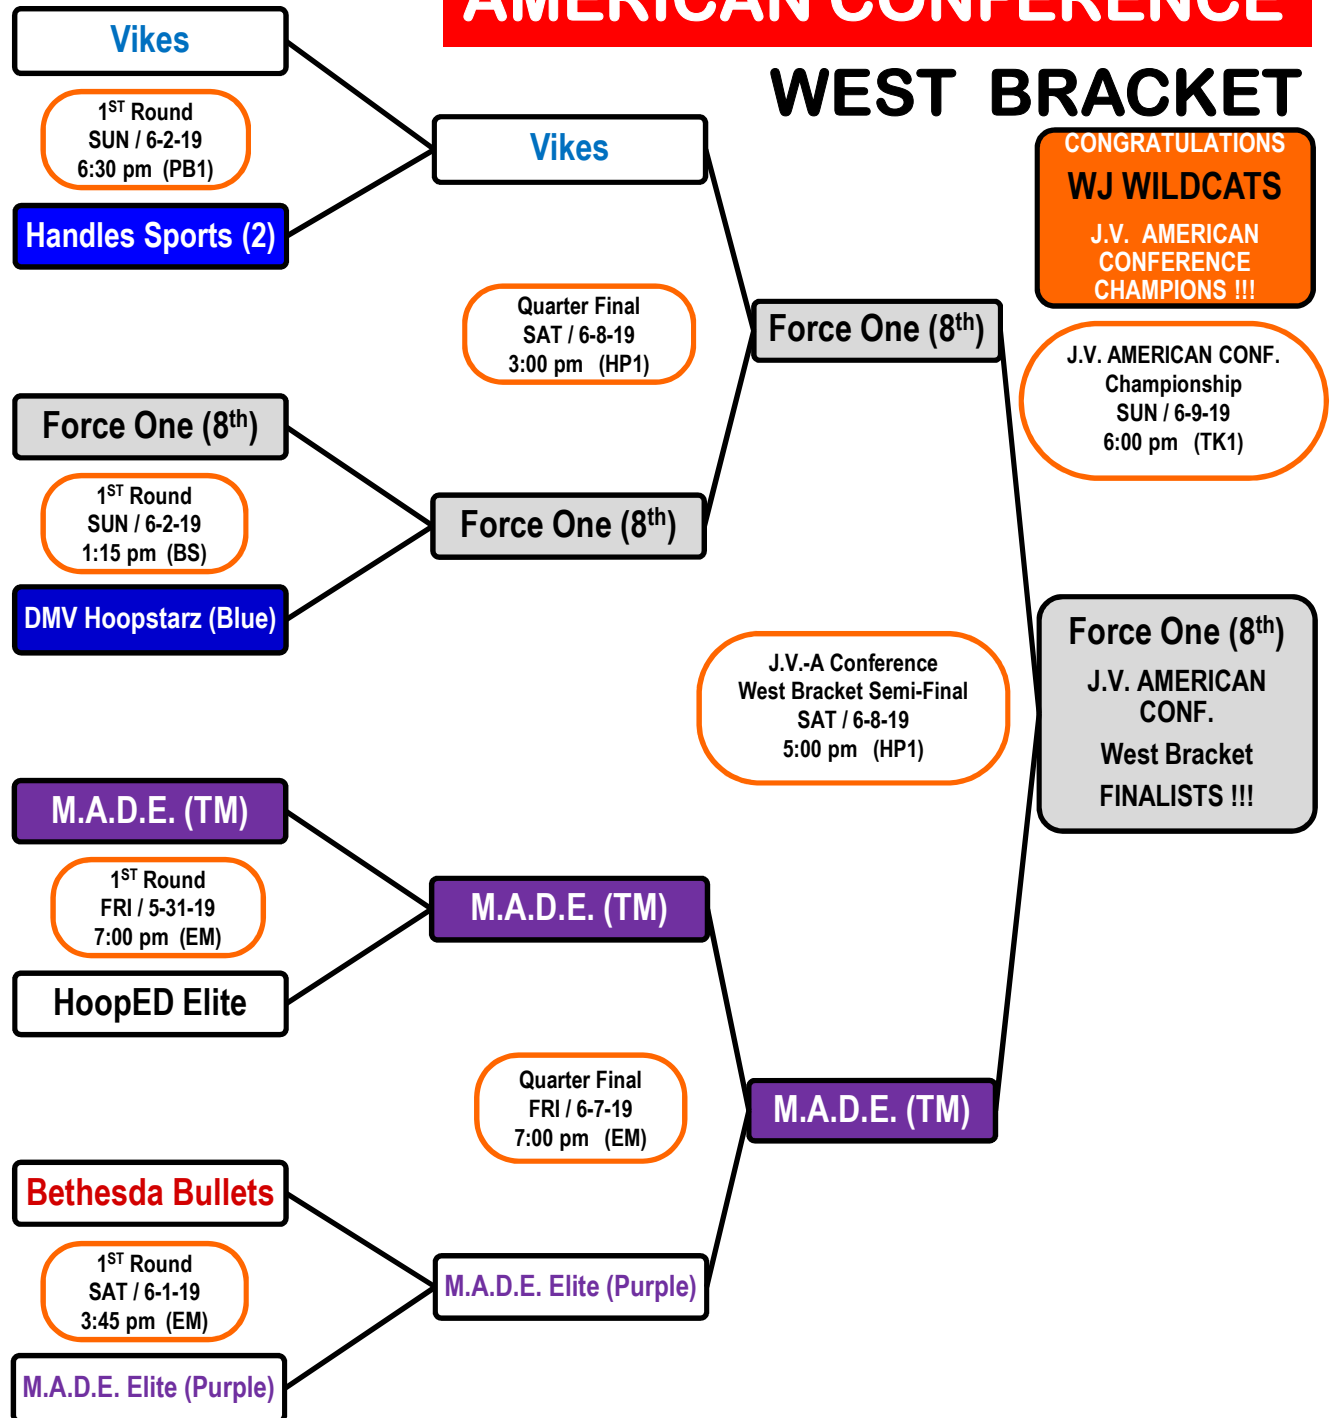 AMERICAN CONFERENCE
WEST BRACKET
Vikes
1ST Round
SUN / 6-2-19
6:30 pm (PB1)
Handles Sports (2)
Vikes
CONGRATULATIONS
WJ WILDCATS
J.V. AMERICAN
CONFERENCE
CHAMPIONS !!!
Quarter Final
SAT / 6-8-19
3:00 pm (HP1)
Force One (8th)
J.V. AMERICAN CONF.
Championship
SUN / 6-9-19
6:00 pm (TK1)
Force One (8th)
1ST Round
SUN / 6-2-19
1:15 pm (BS)
DMV Hoopstarz (Blue)
Force One (8th)
J.V.-A Conference
West Bracket Semi-Final
SAT / 6-8-19
5:00 pm (HP1)
Force One (8th)
J.V. AMERICAN
CONF.
West Bracket
FINALISTS !!!
M.A.D.E. (TM)
1ST Round
FRI / 5-31-19
7:00 pm (EM)
HoopED Elite
M.A.D.E. (TM)
Quarter Final
FRI / 6-7-19
7:00 pm (EM)
M.A.D.E. (TM)
Bethesda Bullets
1ST Round
SAT / 6-1-19
3:45 pm (EM)
M.A.D.E. Elite (Purple)
M.A.D.E. Elite (Purple)